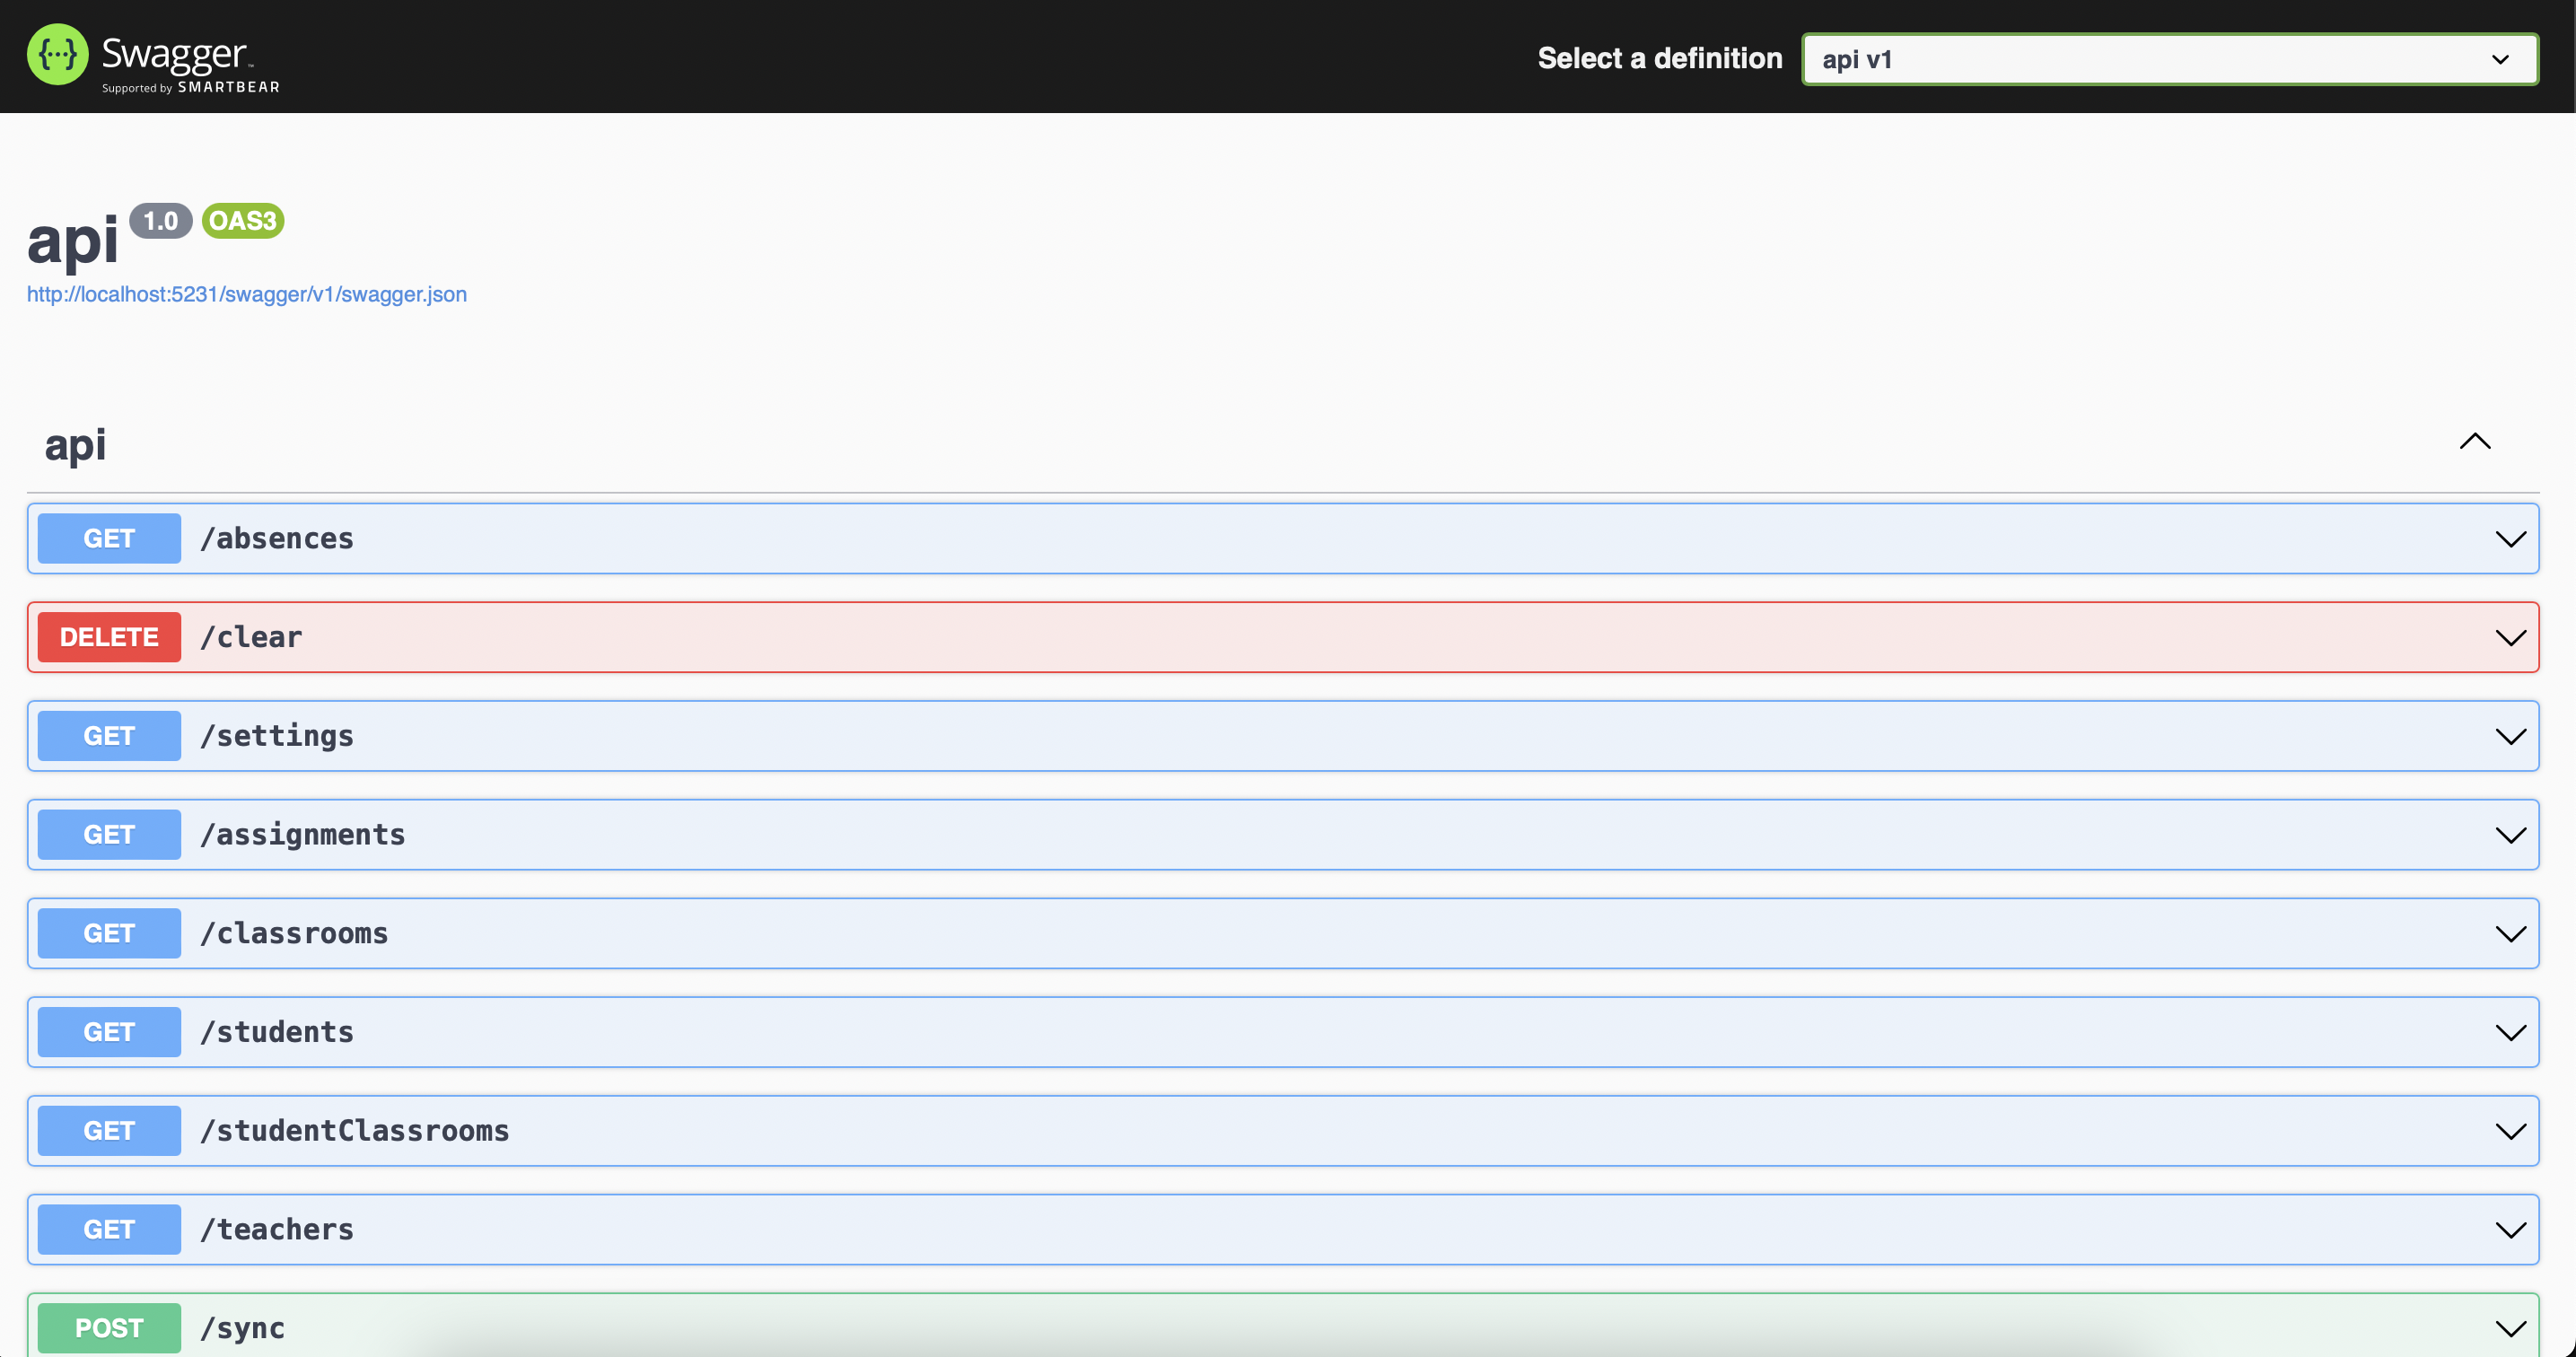 {···} Swagger™
Supported by SMARTBEAR
Select a definition
api v1
api 1.0 OAS3
http://localhost:5231/swagger/v1/swagger.json
api
GET /absences
DELETE /clear
GET /settings
GET /assignments
GET /classrooms
GET /students
GET /studentClassrooms
GET /teachers
POST /sync